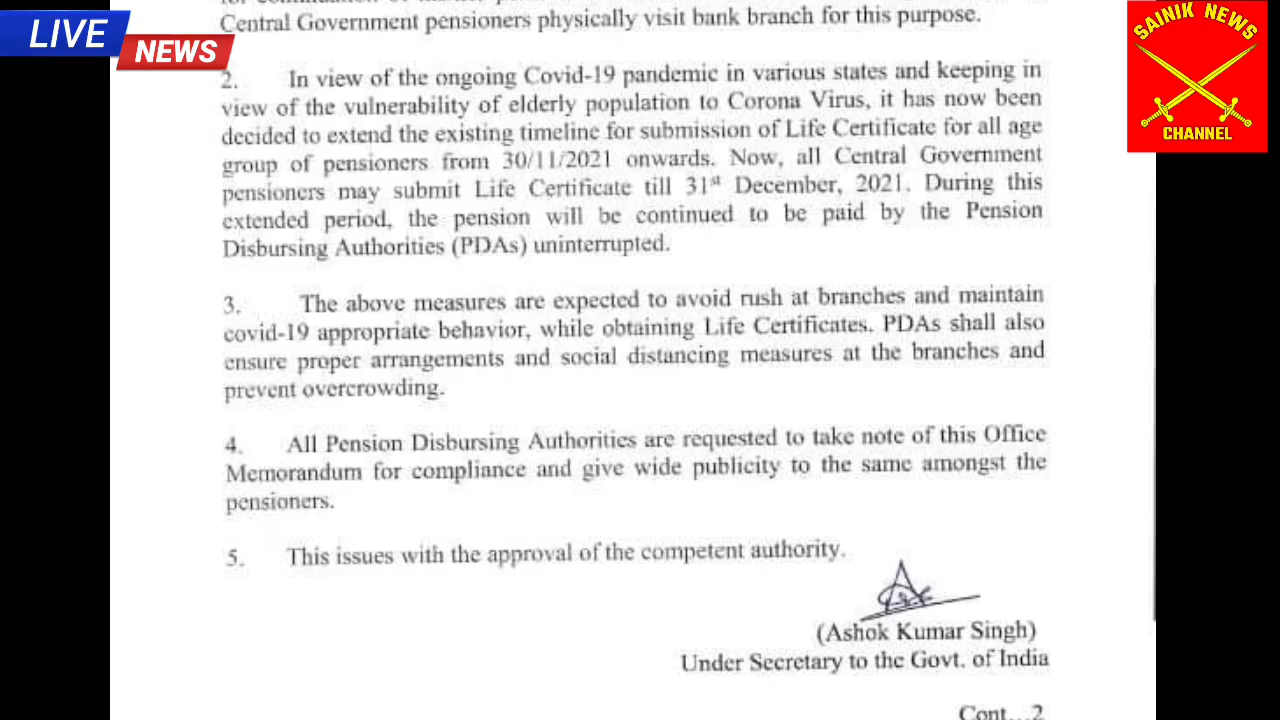 LIVE
NEWS
SAINIK NEWS
CHANNEL
Central Government pensioners physically visit bank branch for this purpose.
2. In view of the ongoing Covid-19 pandemic in various states and keeping in
view of the vulnerability of elderly population to Corona Virus, it has now been
decided to extend the existing timeline for submission of Life Certificate for all age
group of pensioners from 30/11/2021 onwards. Now, all Central Government
pensioners may submit Life Certificate till 31st December, 2021. During this
extended period, the pension will be continued to be paid by the Pension
Disbursing Authorities (PDAs) uninterrupted.
3. The above measures are expected to avoid rush at branches and maintain
covid-19 appropriate behavior, while obtaining Life Certificates. PDAs shall also
ensure proper arrangements and social distancing measures at the branches and
prevent overcrowding.
4. All Pension Disbursing Authorities are requested to take note of this Office
Memorandum for compliance and give wide publicity to the same amongst the
pensioners.
5. This issues with the approval of the competent authority.
(Ashok Kumar Singh)
Under Secretary to the Govt. of India
Cont...2